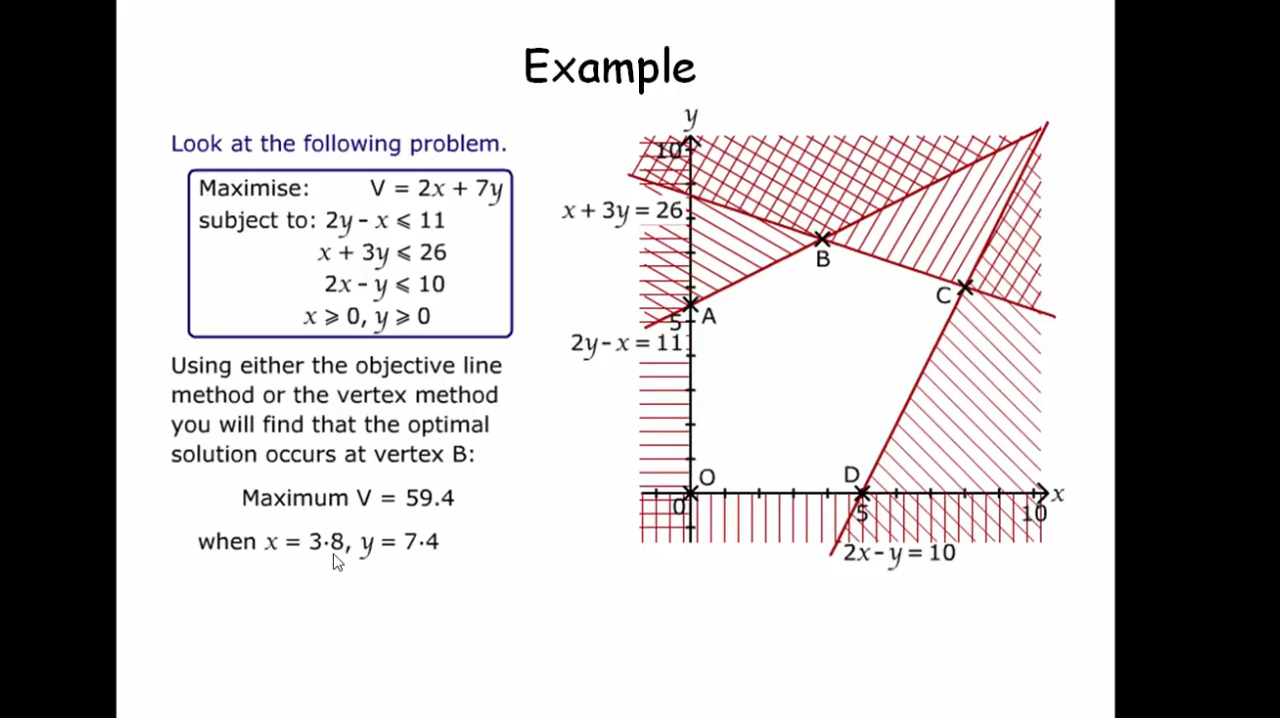 Example
Look at the following problem.
Maximise: V = 2x + 7y
subject to: 2y - x ⩽ 11
x + 3y ⩽ 26
2x - y ⩽ 10
x ⩾ 0, y ⩾ 0
Using either the objective line
method or the vertex method
you will find that the optimal
solution occurs at vertex B:
Maximum V = 59.4
when x = 3·8, y = 7·4
y
10
x + 3y = 26
B
C
A
5
2y - x = 11
O
D
x
0
5
10
2x - y = 10